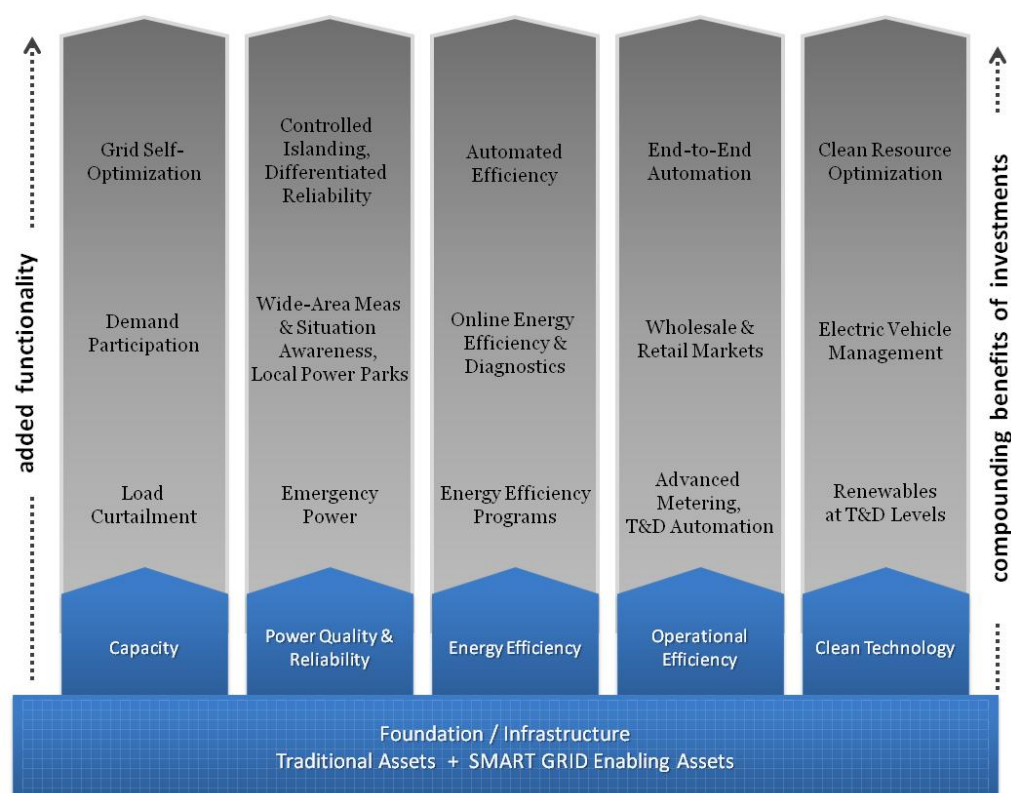 added functionality
Grid Self-
Optimization
Demand
Participation
Load
Curtailment
Capacity
Controlled
Islanding,
Differentiated
Reliability
Wide-Area Meas
& Situation
Awareness,
Local Power Parks
Emergency
Power
Power Quality &
Reliability
Automated
Efficiency
Online Energy
Efficiency &
Diagnostics
Energy Efficiency
Programs
Energy Efficiency
End-to-End
Automation
Wholesale &
Retail Markets
Advanced
Metering,
T&D Automation
Operational
Efficiency
Clean Resource
Optimization
Electric Vehicle
Management
Renewables
at T&D Levels
Clean Technology
compounding benefits of investments
Foundation / Infrastructure
Traditional Assets + SMART GRID Enabling Assets